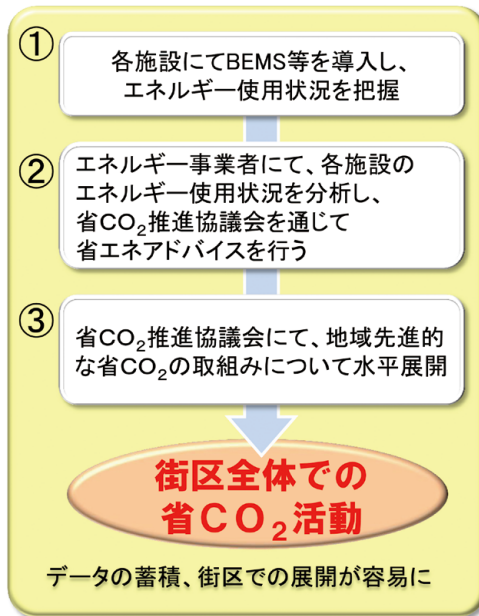 ①
各施設にてBEMS等を導入し、
エネルギー使用状況を把握
②
エネルギー事業者にて、各施設の
エネルギー使用状況を分析し、
省CO₂推進協議会を通じて
省エネアドバイスを行う
③
省CO₂推進協議会にて、地域先進的
な省CO₂の取組みについて水平展開
街区全体での
省CO₂活動
データの蓄積、街区での展開が容易に